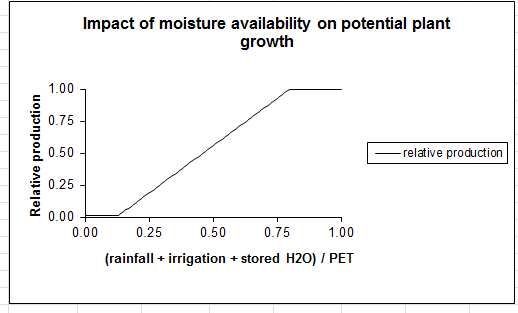 Impact of moisture availability on potential plant
growth
1.00
0.75
0.50
0.25
0.00
Relative production
0.00 0.25 0.50 0.75 1.00
(rainfall + irrigation + stored H2O) / PET
relative production